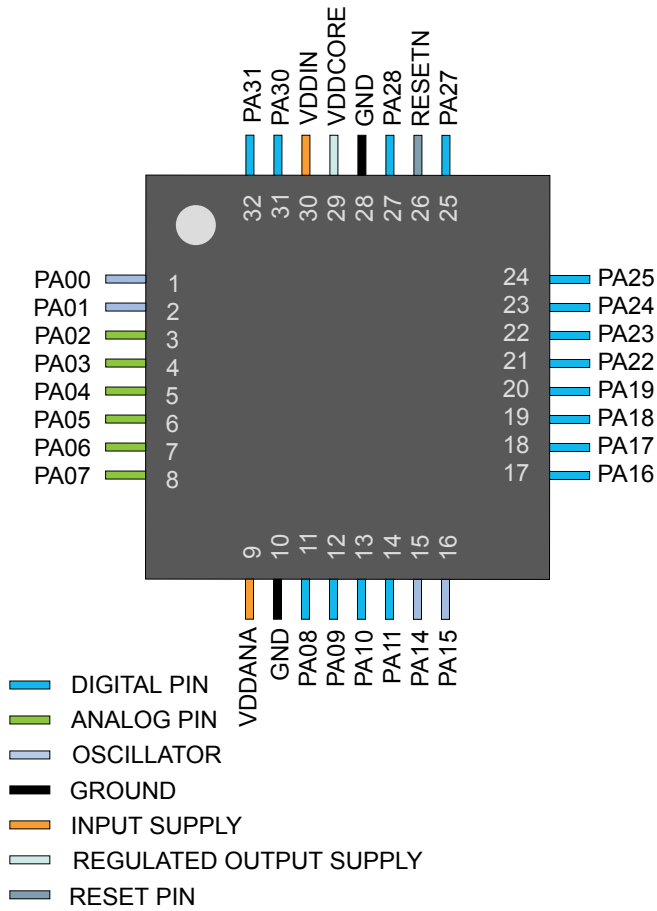 PA31
PA30
VDDIN
VDDCORE
GND
PA28
RESETN
PA27
32
31
30
29
28
27
26
25
PA00 1
PA01 2
PA02 3
PA03 4
PA04 5
PA05 6
PA06 7
PA07 8
24 PA25
23 PA24
22 PA23
21 PA22
20 PA19
19 PA18
18 PA17
17 PA16
9
10
11
12
13
14
15
16
VDDANA
GND
PA08
PA09
PA10
PA11
PA14
PA15
DIGITAL PIN
ANALOG PIN
OSCILLATOR
GROUND
INPUT SUPPLY
REGULATED OUTPUT SUPPLY
RESET PIN